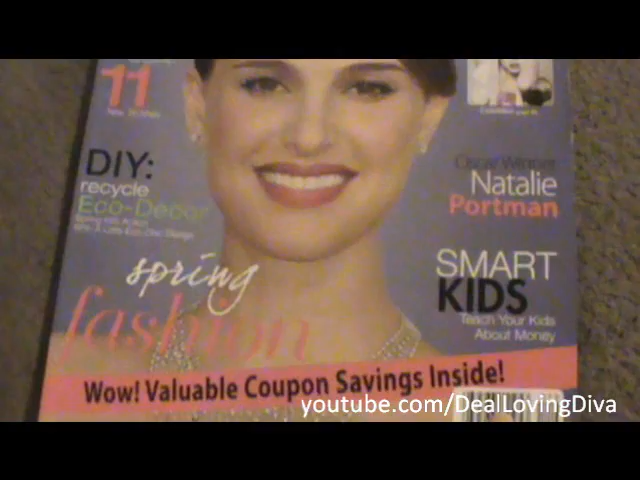 11
DIY:
recycle
Eco-Decor
spring
fashion
Oscar Winner
Natalie
Portman
SMART
KIDS
Teach Your Kids
About Money
Wow! Valuable Coupon Savings Inside!
youtube.com/DealLovingDiva